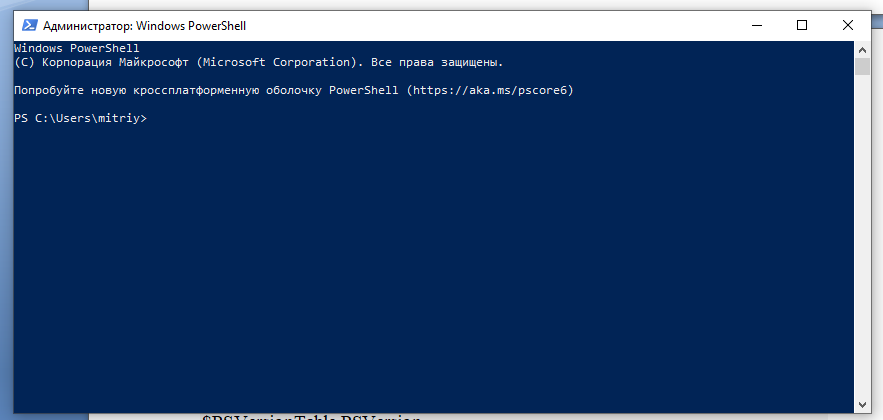 Администратор: Windows PowerShell
Windows PowerShell
(C) Корпорация Майкрософт (Microsoft Corporation). Все права защищены.
Попробуйте новую кроссплатформенную оболочку PowerShell (https://aka.ms/pscore6)
PS C:\Users\mitriy>
$PSVersionTable.PSVersion